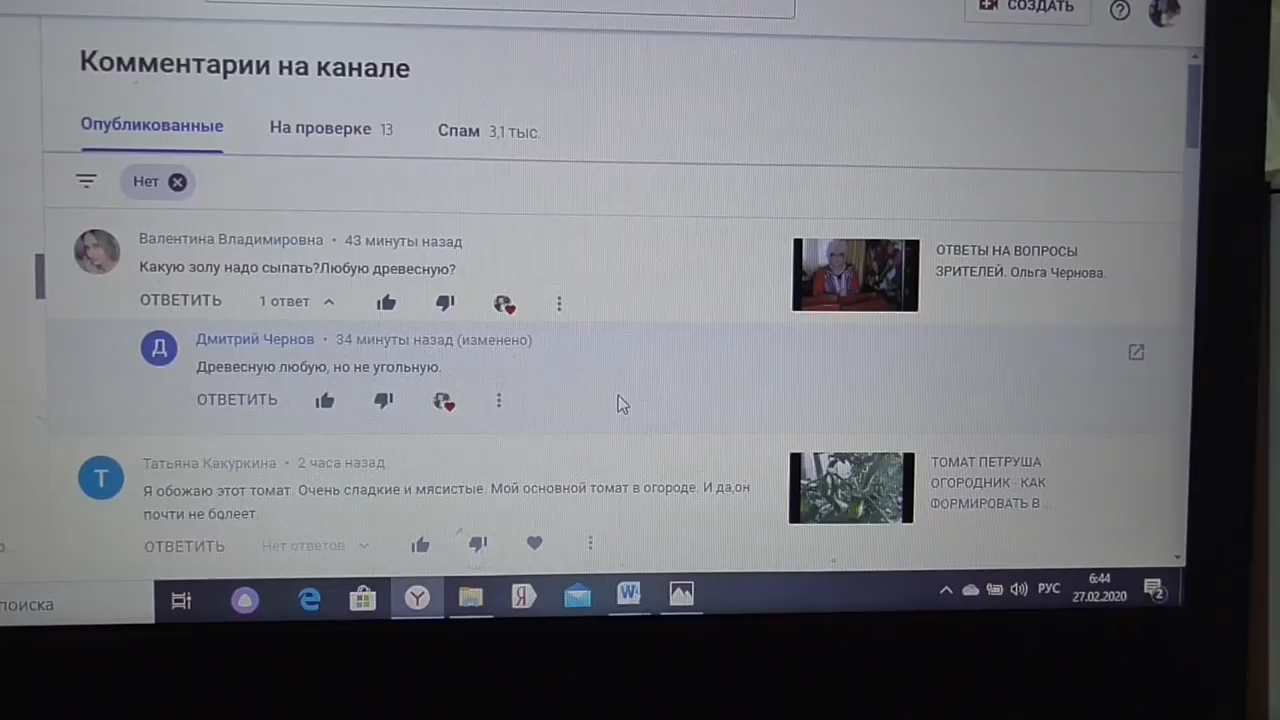 СОЗДАТЬ
Комментарии на канале
Опубликованные
На проверке 13
Спам 3,1 тыс.
Нет
Валентина Владимировна • 43 минуты назад
Какую золу надо сыпать?Любую древесную?
ОТВЕТИТЬ
1 ответ
ОТВЕТЫ НА ВОПРОСЫ
ЗРИТЕЛЕЙ. Ольга Чернова.
Д
Дмитрий Чернов • 34 минуты назад (изменено)
Древесную любую, но не угольную.
ОТВЕТИТЬ
Т
Татьяна Какуркина • 2 часа назад
Я обожаю этот томат. Очень сладкие и мясистые. Мой основной томат в огороде. И да,он
почти не болеет.
ОТВЕТИТЬ
Нет ответов
ТОМАТ ПЕТРУША
ОГОРОДНИК - КАК
ФОРМИРОВАТЬ В ...
поиска
РУС
6:44
27.02.2020
2